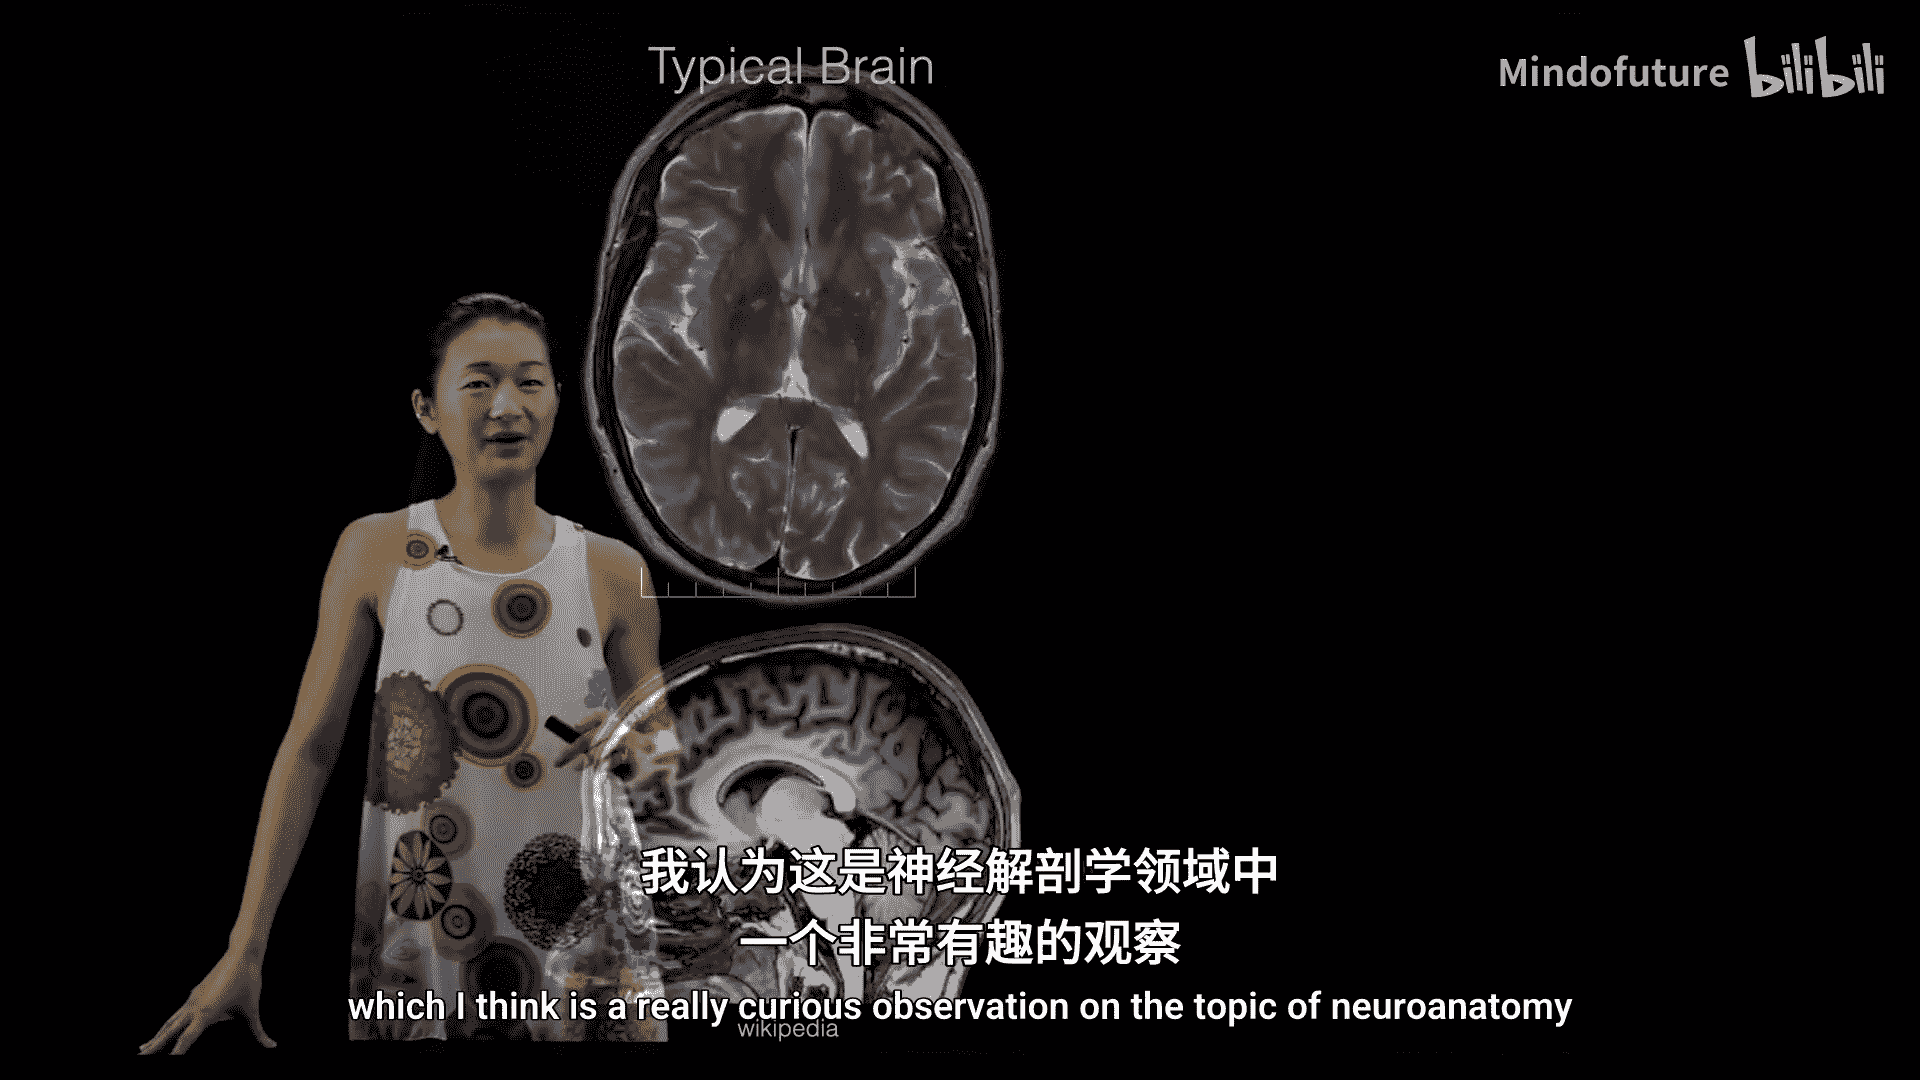 Typical Brain
Mindofuture bilibili
我认为这是神经解剖学领域中
一个非常有趣的观察
which I think is a really curious observation on the topic of neuroanatomy
wikipedia